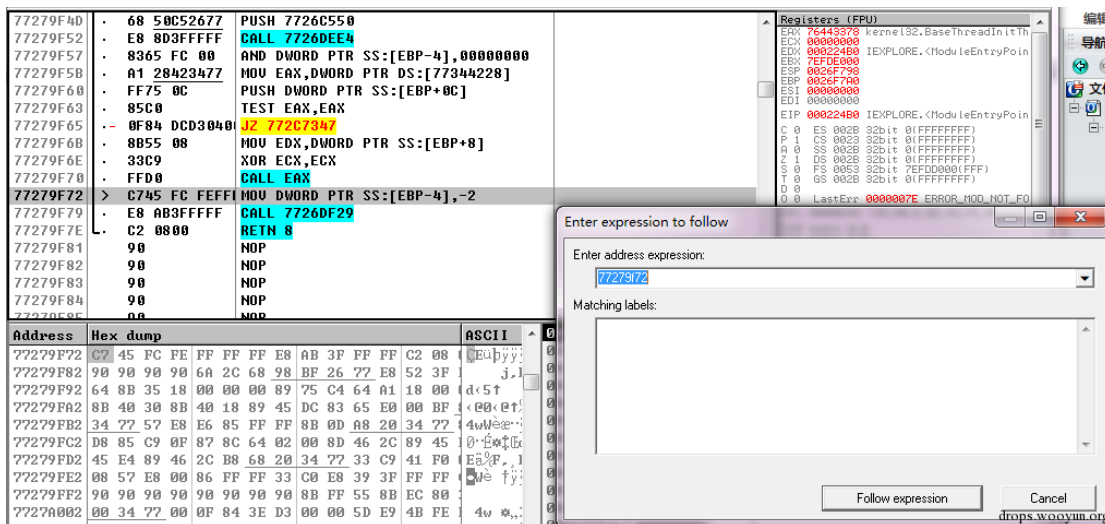 77279F4D . 68 50C52677 PUSH 7726C550
77279F52 . E8 8D3FFFFF CALL 7726DEE4
77279F57 . 8365 FC 00 AND DWORD PTR SS:[EBP-4],00000000
77279F5B . A1 28423477 MOV EAX,DWORD PTR DS:[77344228]
77279F60 . FF75 0C PUSH DWORD PTR SS:[EBP+0C]
77279F63 . 85C0 TEST EAX,EAX
77279F65 .- 0F84 DCD3040 JZ 772C7347
77279F6B . 8B55 08 MOV EDX,DWORD PTR SS:[EBP+8]
77279F6E . 33C9 XOR ECX,ECX
77279F70 . FFD0 CALL EAX
77279F72 > C745 FC FEFF MOV DWORD PTR SS:[EBP-4],-2
77279F79 . E8 AB3FFFFF CALL 7726DF29
77279F7E . C2 0800 RETN 8
77279F81 90 NOP
77279F82 90 NOP
77279F83 90 NOP
77279F84 90 NOP
Registers (FPU)
EAX 76443378 kernel32.BaseThreadInitTh
ECX 00000000
EDX 000224B0 IEXPLORE.<ModuleEntryPoin
EBX 7EFDE000
ESP 0026F798
EBP 0026F7A0
ESI 00000000
EDI 00000000
EIP 000224B0 IEXPLORE.<ModuleEntryPoin
C 0 ES 002B 32bit 0(FFFFFFFF)
P 1 CS 0023 32bit 0(FFFFFFFF)
A 0 SS 002B 32bit 0(FFFFFFFF)
Z 1 DS 002B 32bit 0(FFFFFFFF)
S 0 FS 0053 32bit 7EFDD000(FFF)
T 0 GS 002B 32bit 0(FFFFFFFF)
D 0
O 0 LastErr 0000007E ERROR_MOD_NOT_FO
编辑
导航
文件
Enter expression to follow
Enter address expression:
77279f72
Matching labels:
Follow expression Cancel
Address Hex dump ASCII
77279F72 C7 45 FC FE FF FF FF E8 AB 3F FF FF C2 08
77279F82 90 90 90 90 6A 2C 68 98 BF 26 77 E8 52 3F
77279F92 64 8B 35 18 00 00 00 89 75 C4 64 A1 18 00
77279FA2 8B 40 30 8B 40 18 89 45 DC 83 65 E0 00 BF
77279FB2 34 77 57 E8 E6 85 FF FF 8B 0D A8 20 34 77
77279FC2 D8 85 C9 0F 87 8C 64 02 00 8D 46 2C 89 45
77279FD2 45 E4 89 46 2C B8 68 20 34 77 33 C9 41 F0
77279FE2 08 57 E8 00 86 FF FF 33 C0 E8 39 3F FF FF
77279FF2 90 90 90 90 90 90 90 90 8B FF 55 8B EC 80
7727A002 00 34 77 00 0F 84 3E D3 00 00 5D E9 4B FE
drops.wooyun.org